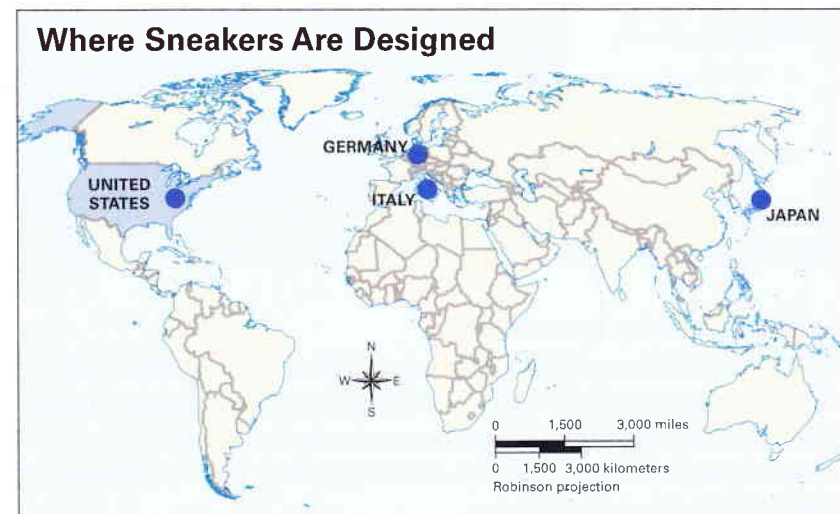 Where Sneakers Are Designed
GERMANY
UNITED
STATES
ITALY
JAPAN
N
W E
S
0 1,500 3,000 miles
0 1,500 3,000 kilometers
Robinson projection